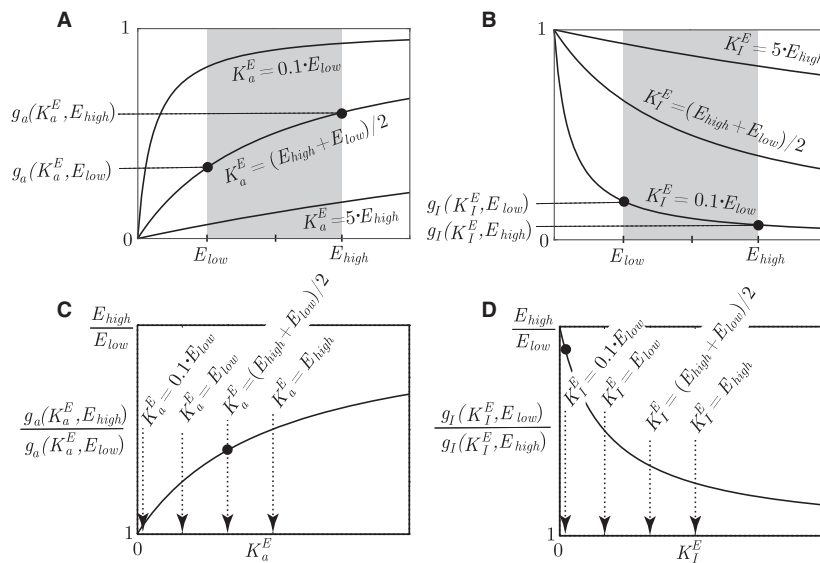 A
1
K_a^E = 0.1·E_low
g_a(K_a^E, E_high)
g_a(K_a^E, E_low)
K_a^E = (E_high + E_low)/2
K_a^E = 5·E_high
0
E_low
E_high
B
1
K_I^E = 5·E_high
K_I^E = (E_high + E_low)/2
K_I^E = 0.1·E_low
g_I(K_I^E, E_low)
g_I(K_I^E, E_high)
0
E_low
E_high
C
E_high
E_low
K_a^E = 0.1·E_low
K_a^E = E_low
K_a^E = (E_high + E_low)/2
K_a^E = E_high
g_a(K_a^E, E_high)
g_a(K_a^E, E_low)
1
0
K_a^E
D
E_high
E_low
K_I^E = 0.1·E_low
K_I^E = E_low
K_I^E = (E_high + E_low)/2
K_I^E = E_high
g_I(K_I^E, E_low)
g_I(K_I^E, E_high)
1
0
K_I^E